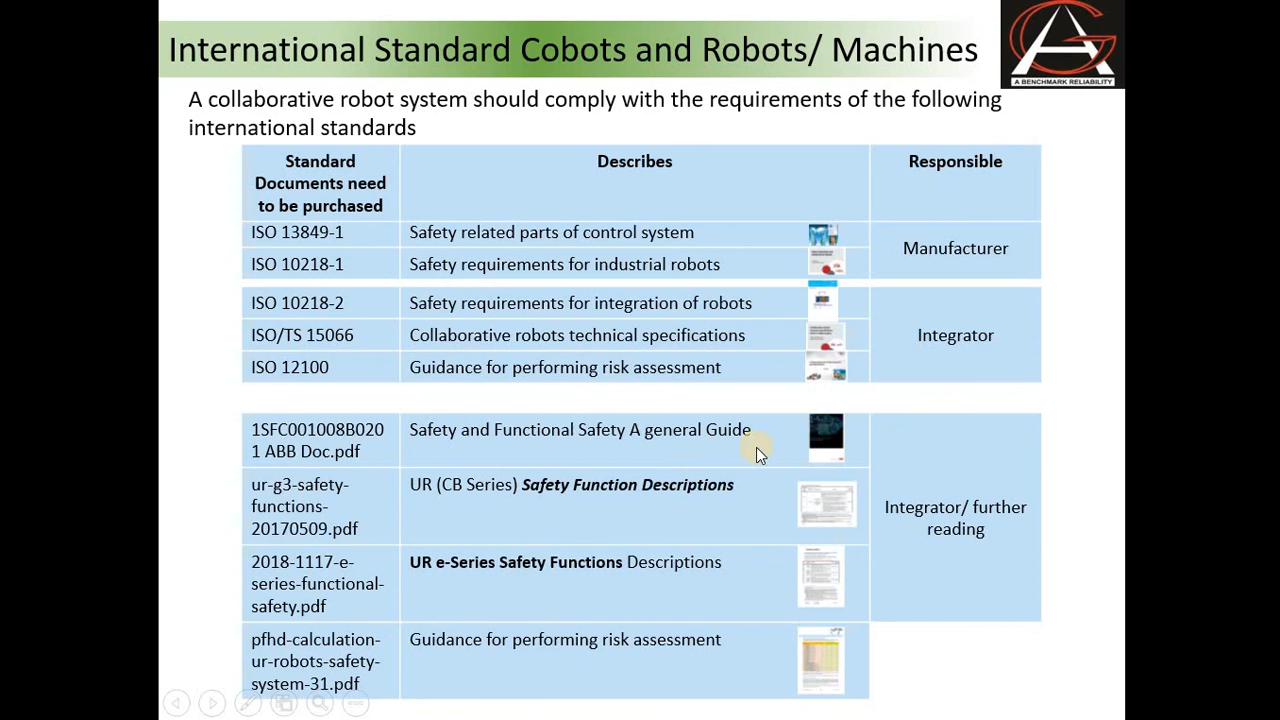 International Standard Cobots and Robots/ Machines
A BENCHMARK RELIABILITY
A collaborative robot system should comply with the requirements of the following
international standards
Standard
Documents need
to be purchased
Describes
Responsible
ISO 13849-1
Safety related parts of control system
Manufacturer
ISO 10218-1
Safety requirements for industrial robots
ISO 10218-2
Safety requirements for integration of robots
ISO/TS 15066
Collaborative robots technical specifications
Integrator
ISO 12100
Guidance for performing risk assessment
1SFC001008B020
1 ABB Doc.pdf
Safety and Functional Safety A general Guide
ur-g3-safety-
functions-
20170509.pdf
UR (CB Series) Safety Function Descriptions
Integrator/ further
reading
2018-1117-e-
series-functional-
safety.pdf
UR e-Series Safety Functions Descriptions
pfhd-calculation-
ur-robots-safety-
system-31.pdf
Guidance for performing risk assessment